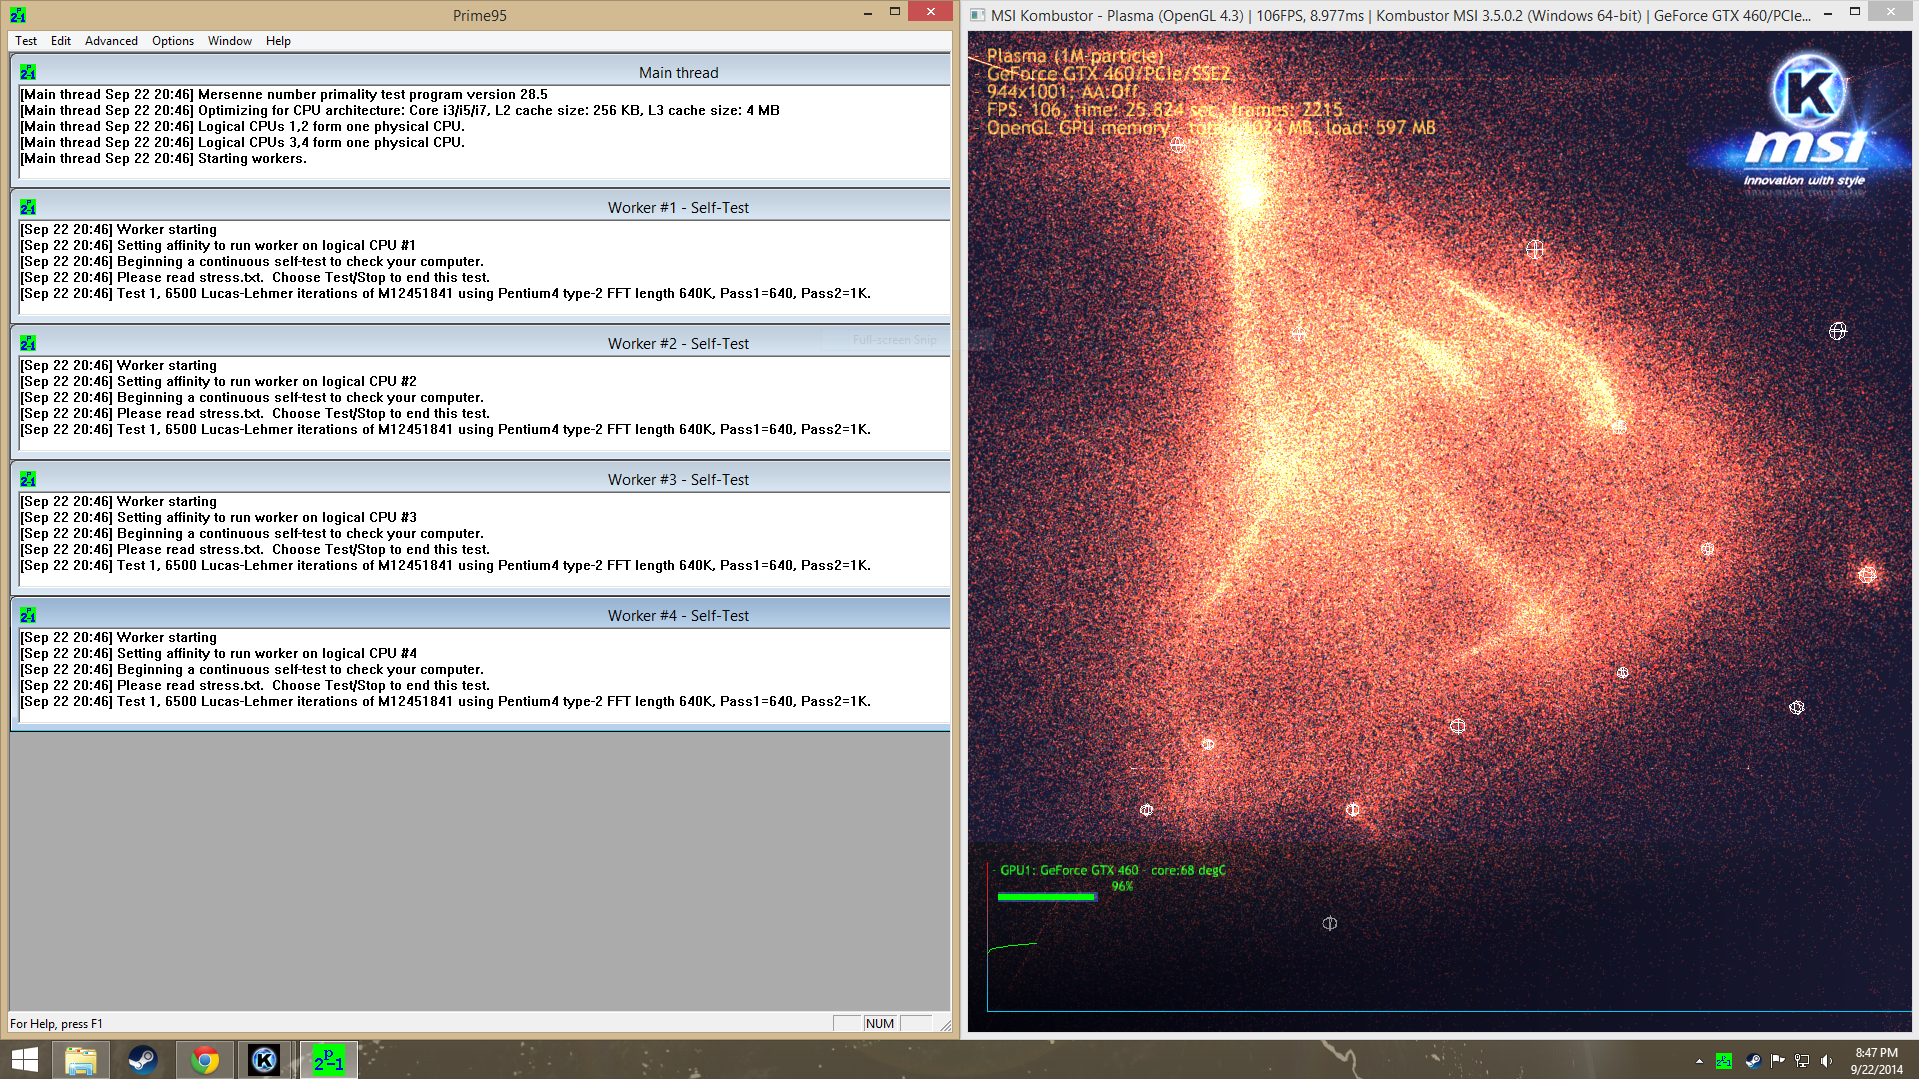 Prime95
Test Edit Advanced Options Window Help
Main thread
[Main thread Sep 22 20:46] Mersenne number primality test program version 28.5
[Main thread Sep 22 20:46] Optimizing for CPU architecture: Core i3/i5/i7, L2 cache size: 256 KB, L3 cache size: 4 MB
[Main thread Sep 22 20:46] Logical CPUs 1,2 form one physical CPU.
[Main thread Sep 22 20:46] Logical CPUs 3,4 form one physical CPU.
[Main thread Sep 22 20:46] Starting workers.
Worker #1 - Self-Test
[Sep 22 20:46] Worker starting
[Sep 22 20:46] Setting affinity to run worker on logical CPU #1
[Sep 22 20:46] Beginning a continuous self-test to check your computer.
[Sep 22 20:46] Please read stress.txt.  Choose Test/Stop to end this test.
[Sep 22 20:46] Test 1, 6500 Lucas-Lehmer iterations of M12451841 using Pentium4 type-2 FFT length 640K, Pass1=640, Pass2=1K.
Worker #2 - Self-Test
Full-screen Snip
[Sep 22 20:46] Worker starting
[Sep 22 20:46] Setting affinity to run worker on logical CPU #2
[Sep 22 20:46] Beginning a continuous self-test to check your computer.
[Sep 22 20:46] Please read stress.txt.  Choose Test/Stop to end this test.
[Sep 22 20:46] Test 1, 6500 Lucas-Lehmer iterations of M12451841 using Pentium4 type-2 FFT length 640K, Pass1=640, Pass2=1K.
Worker #3 - Self-Test
[Sep 22 20:46] Worker starting
[Sep 22 20:46] Setting affinity to run worker on logical CPU #3
[Sep 22 20:46] Beginning a continuous self-test to check your computer.
[Sep 22 20:46] Please read stress.txt.  Choose Test/Stop to end this test.
[Sep 22 20:46] Test 1, 6500 Lucas-Lehmer iterations of M12451841 using Pentium4 type-2 FFT length 640K, Pass1=640, Pass2=1K.
Worker #4 - Self-Test
[Sep 22 20:46] Worker starting
[Sep 22 20:46] Setting affinity to run worker on logical CPU #4
[Sep 22 20:46] Beginning a continuous self-test to check your computer.
[Sep 22 20:46] Please read stress.txt.  Choose Test/Stop to end this test.
[Sep 22 20:46] Test 1, 6500 Lucas-Lehmer iterations of M12451841 using Pentium4 type-2 FFT length 640K, Pass1=640, Pass2=1K.
For Help, press F1
NUM
MSI Kombustor - Plasma (OpenGL 4.3) | 106FPS, 8.977ms | Kombustor MSI 3.5.0.2 (Windows 64-bit) | GeForce GTX 460/PCIe...
Plasma (1M-particle)
- GeForce GTX 460/PCIe/SSE2
- 944x1001 AA:Off
- FPS: 106, time: 25.824 sec, frames: 2215
- OpenGL GPU memory - load: 597 MB
K
msi
innovation with style
- GPU1: GeForce GTX 460 - core:68 degC
96%
8:47 PM
9/22/2014